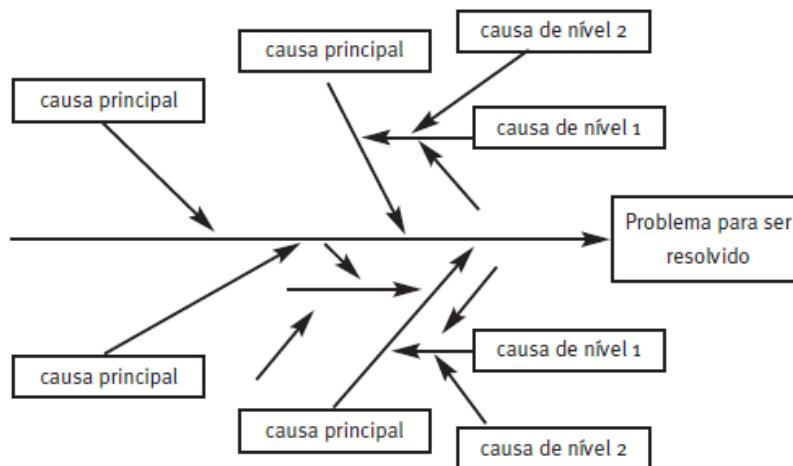 causa de nível 2
causa principal
causa principal
causa de nível 1
Problema para ser
resolvido
causa de nível 1
causa principal
causa principal
causa de nível 2